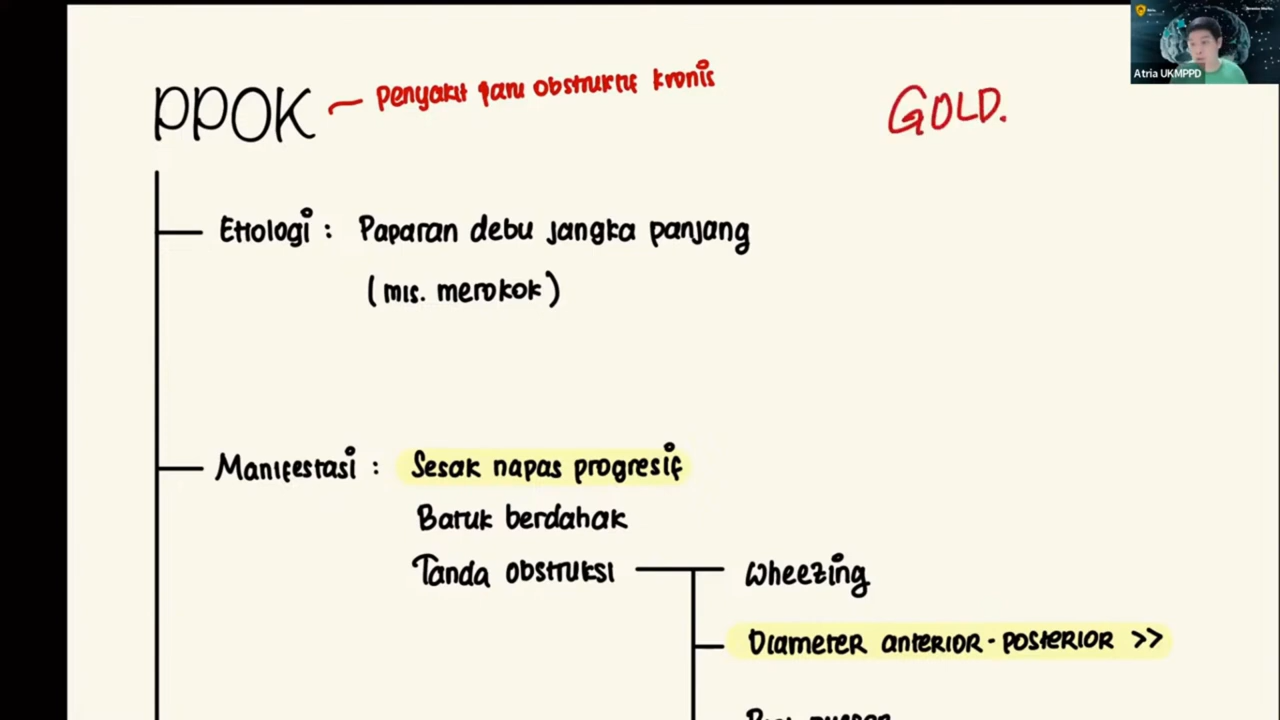 Atria UKMPPD
PPOK
Penyakit paru obstruktif kronis
GOLD.
Etiologi : Paparan debu jangka panjang
(mis. merokok)
Manifestasi : Sesak napas progresif
Batuk berdahak
Tanda obstruksi
Wheezing
Diameter anterior-posterior >>